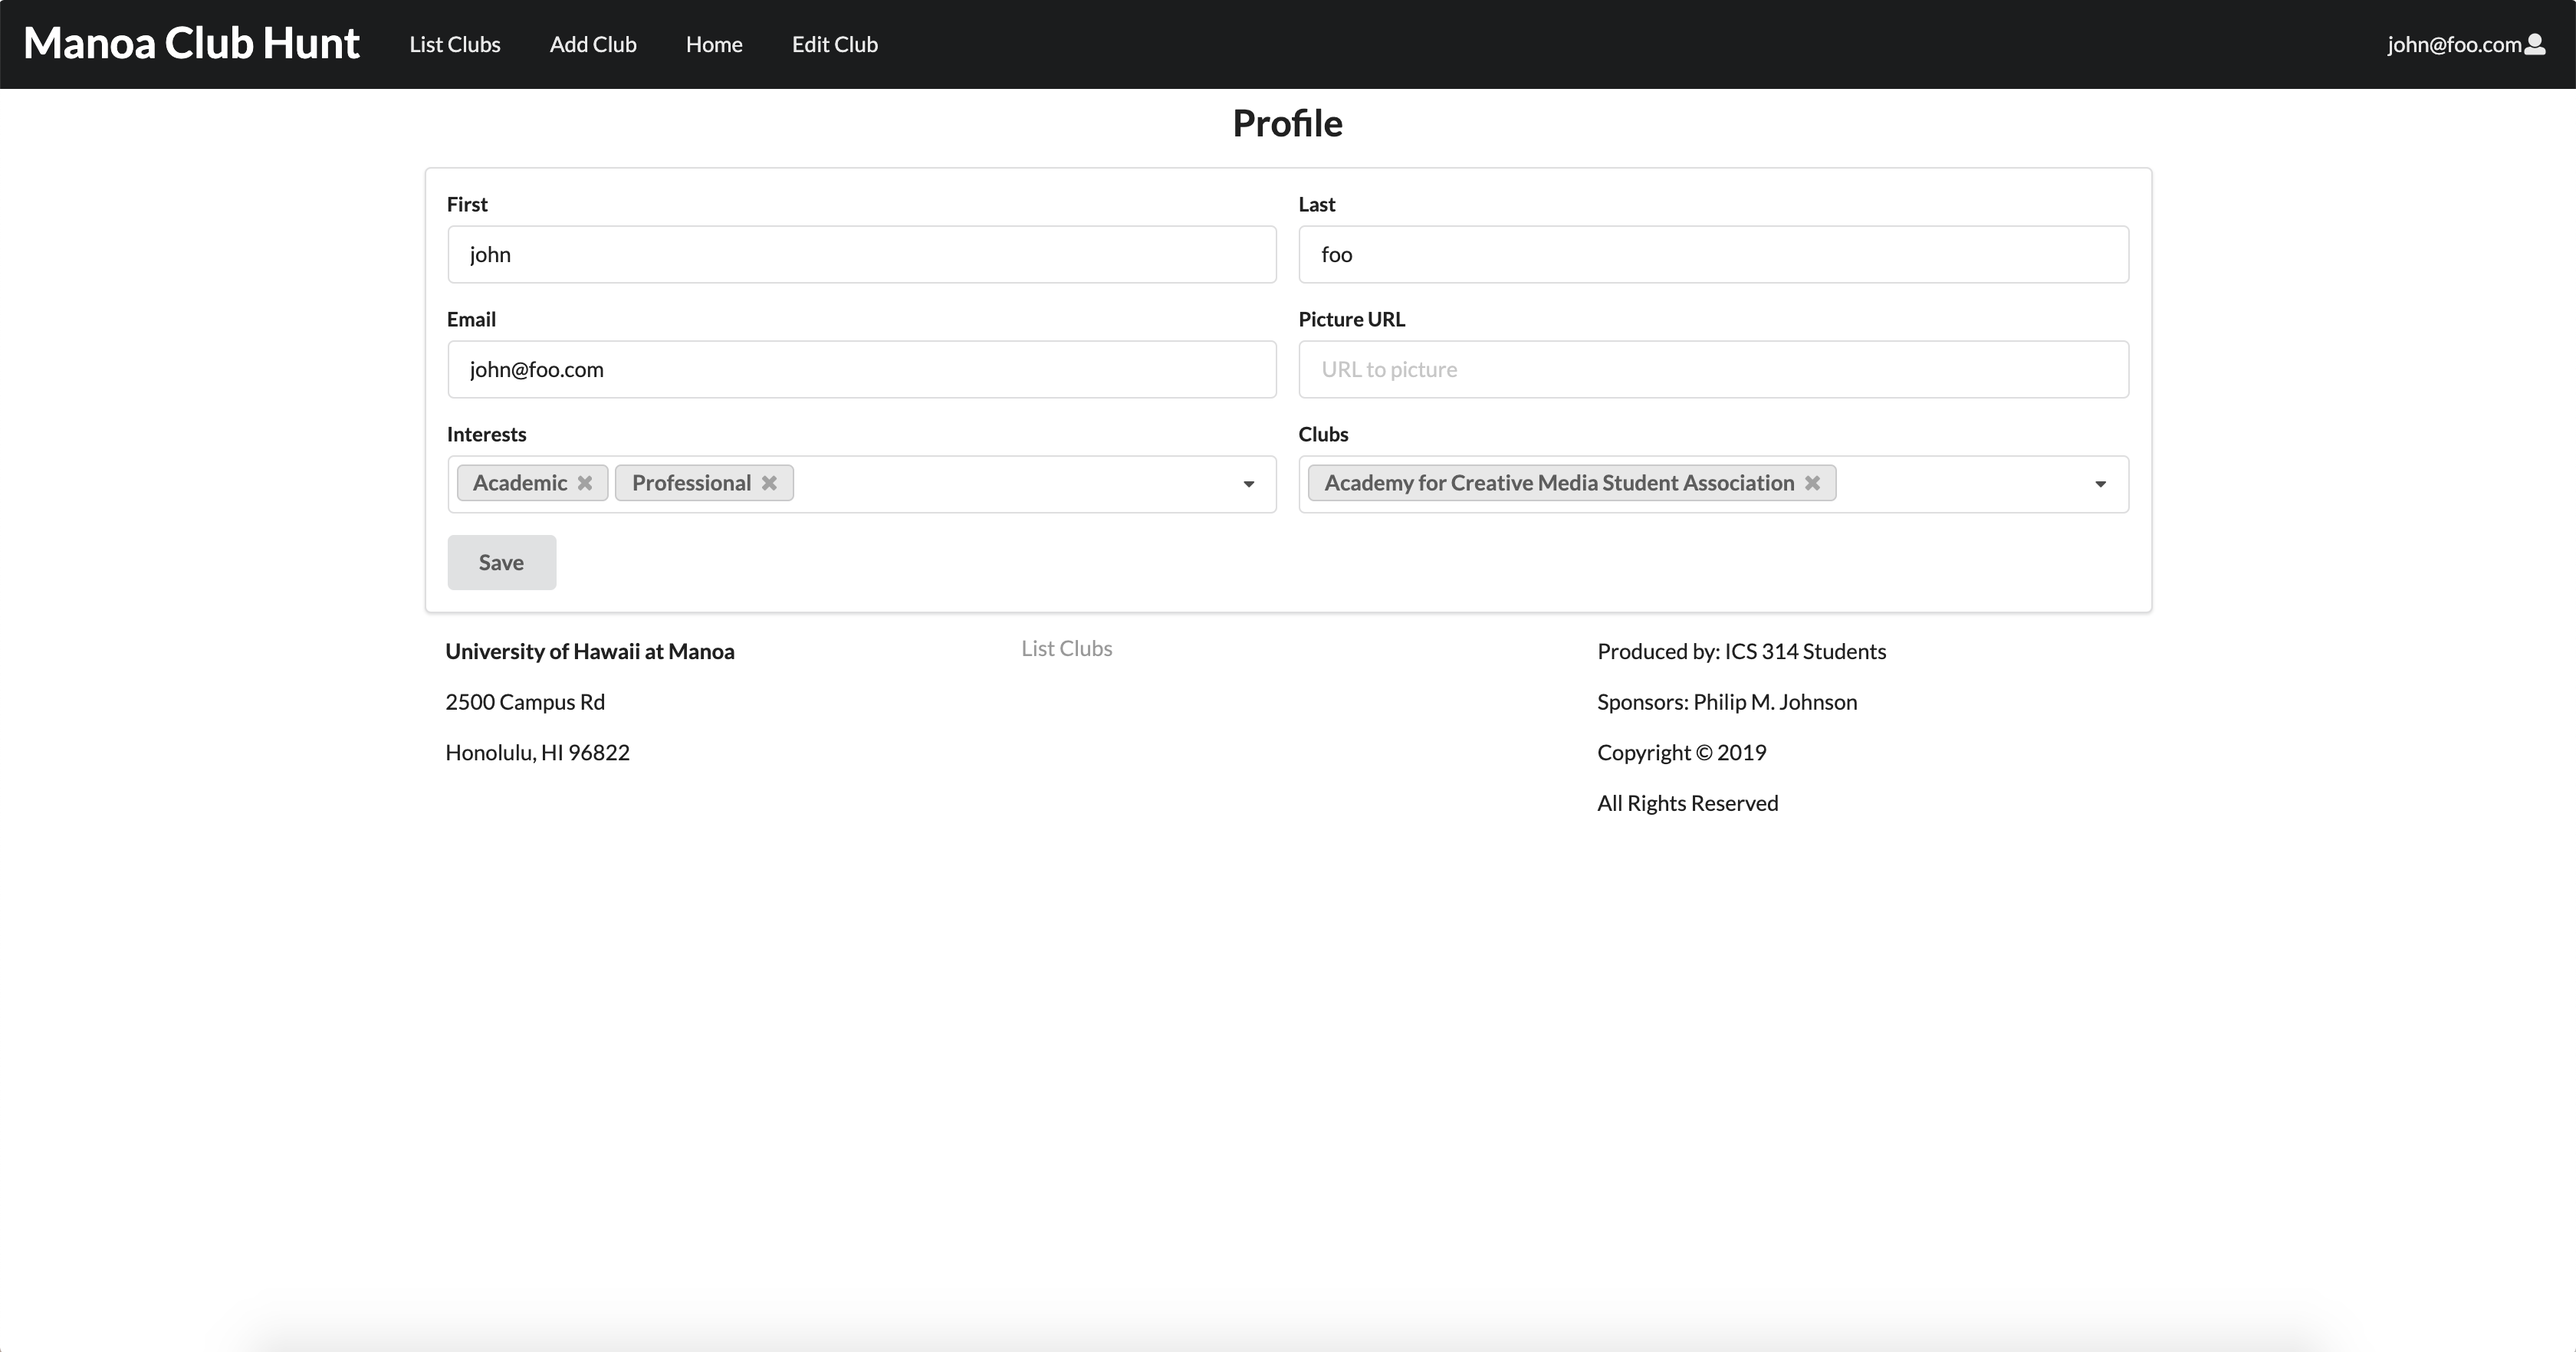 Manoa Club Hunt List Clubs Add Club Home Edit Club john@foo.com
Profile
First Last
john foo
Email Picture URL
john@foo.com URL to picture
Interests Clubs
Academic Professional Academy for Creative Media Student Association
Save
University of Hawaii at Manoa
2500 Campus Rd
Honolulu, HI 96822
List Clubs
Produced by: ICS 314 Students
Sponsors: Philip M. Johnson
Copyright © 2019
All Rights Reserved